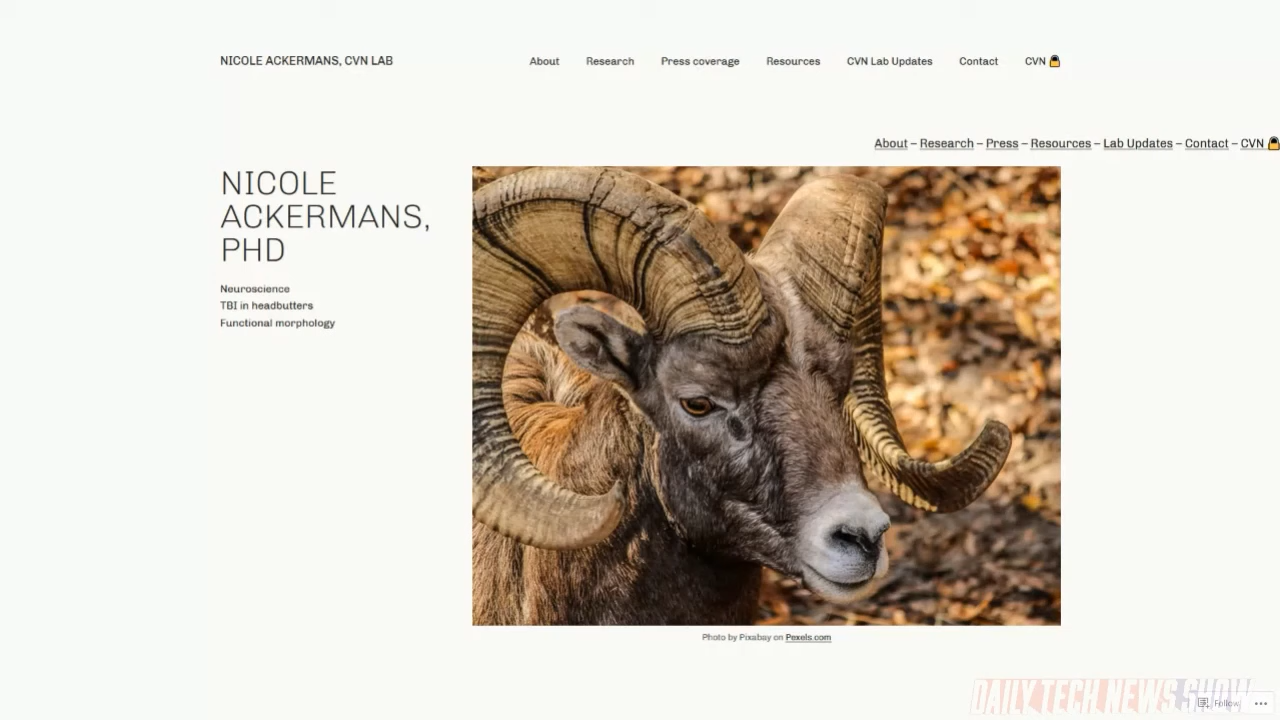 NICOLE ACKERMANS, CVN LAB
About Research Press coverage Resources CVN Lab Updates Contact CVN 🔒
About – Research – Press – Resources – Lab Updates – Contact – CVN 🔒
NICOLE
ACKERMANS,
PHD
Neuroscience
TBI in headbutters
Functional morphology
Photo by Pixabay on Pexels.com
DAILY TECH NEWS SHOW
Follow